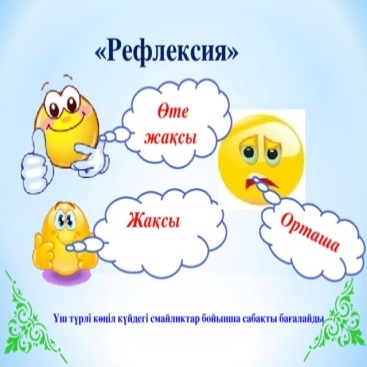 «Рефлексия»
Өте
жақсы
Жақсы
Орташа
Үш түрлі көңіл күйдегі смайликтар бойынша сабақты бағалайды